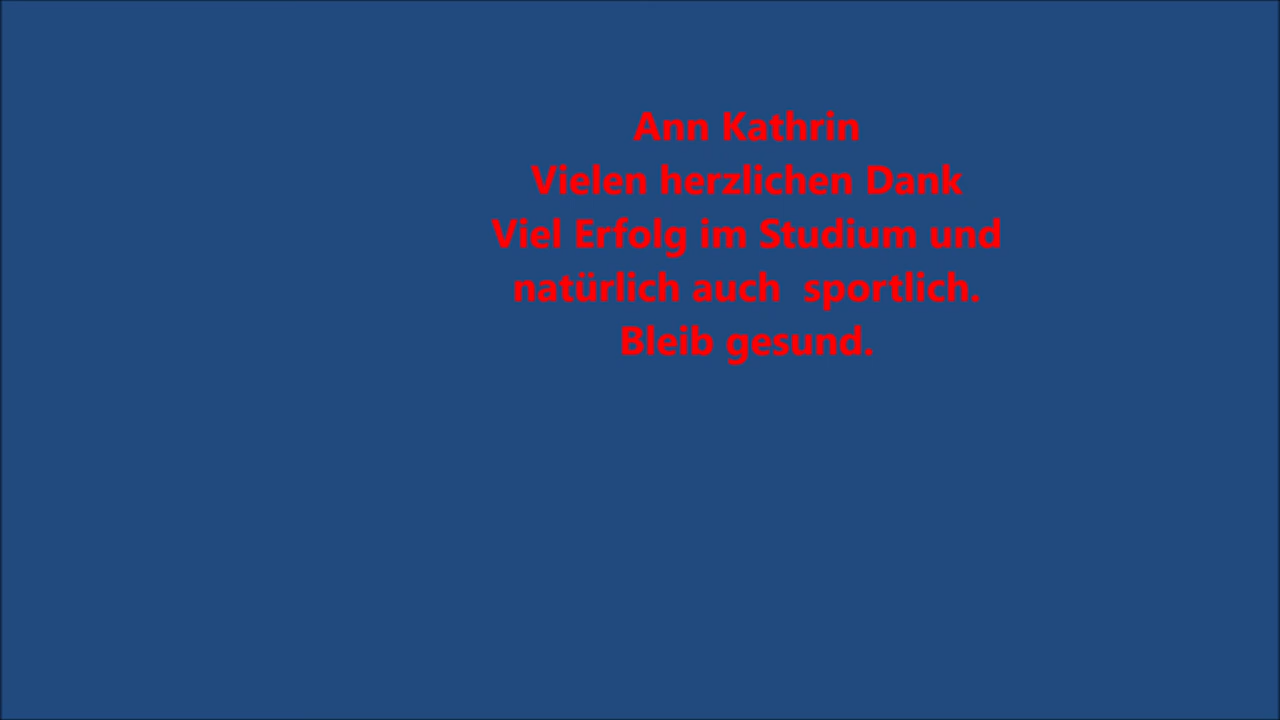 Ann Kathrin
Vielen herzlichen Dank
Viel Erfolg im Studium und
natürlich auch  sportlich.
Bleib gesund.